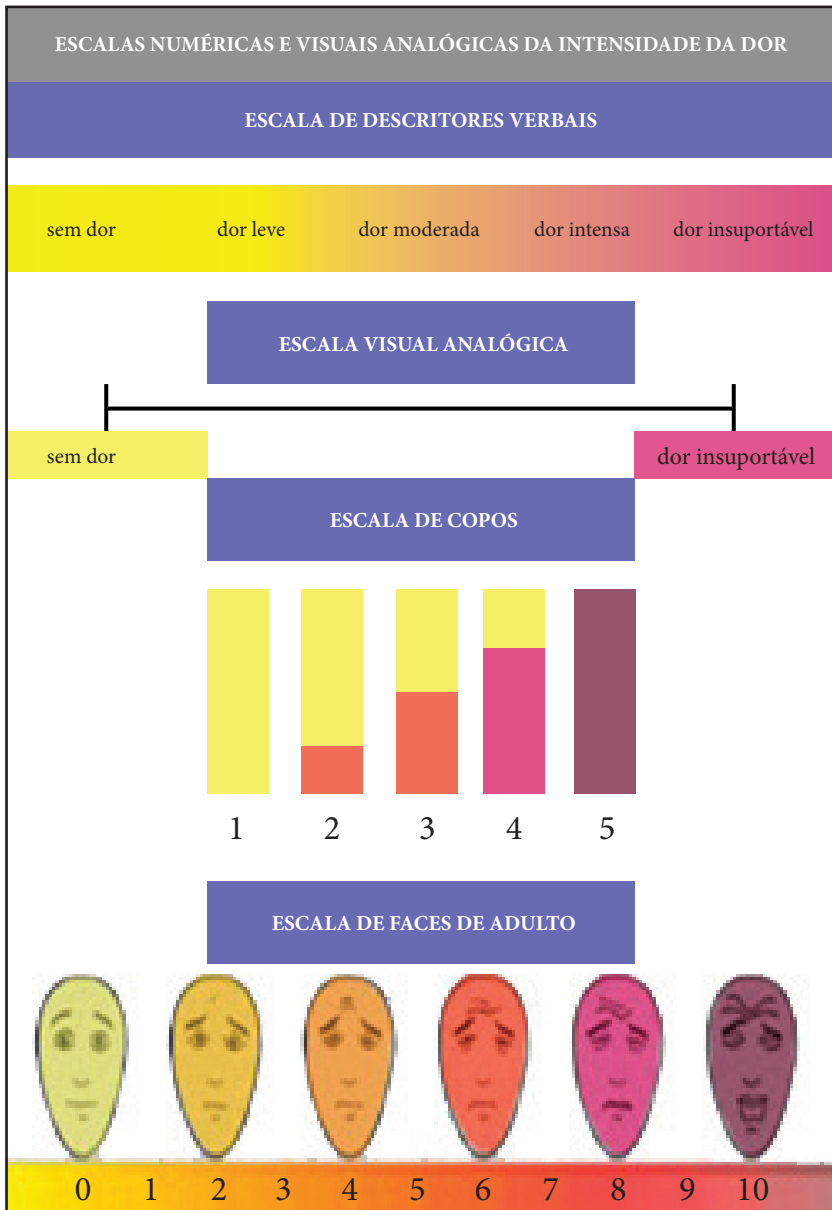 ESCALAS NUMÉRICAS E VISUAIS ANALÓGICAS DA INTENSIDADE DA DOR
ESCALA DE DESCRITORES VERBAIS
sem dor dor leve dor moderada dor intensa dor insuportável
ESCALA VISUAL ANALÓGICA
sem dor dor insuportável
ESCALA DE COPOS
1 2 3 4 5
ESCALA DE FACES DE ADULTO
0 1 2 3 4 5 6 7 8 9 10